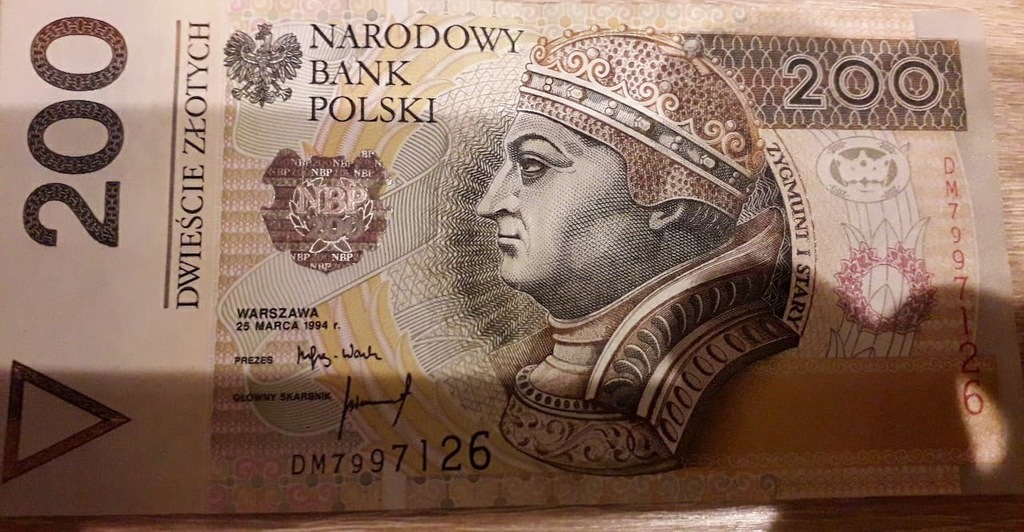 200
DWIEŚCIE ZŁOTYCH
NARODOWY
BANK
POLSKI
200
NBP
ZYGMUNT I STARY
DM7997126
WARSZAWA
25 MARCA 1994 r.
PREZES
GŁÓWNY SKARBNIK
DM7997126